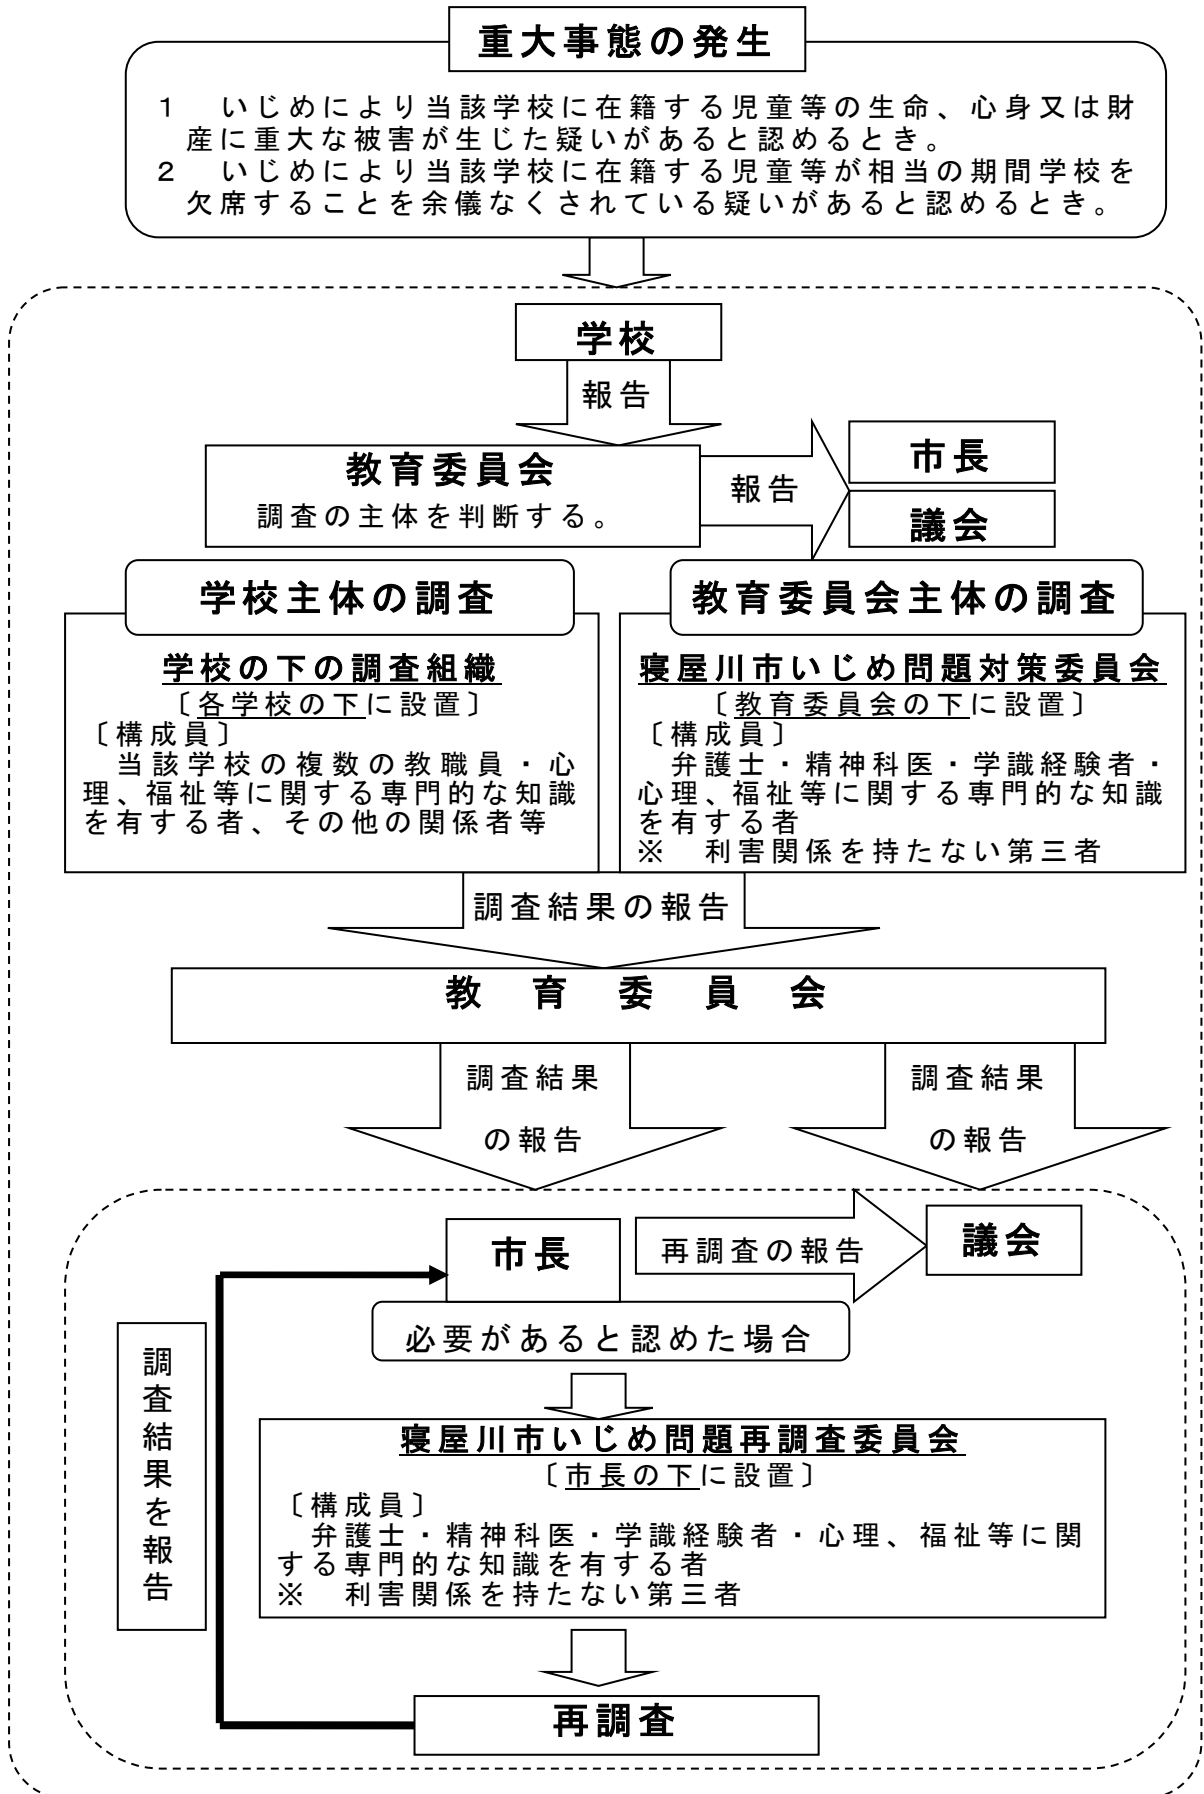 重大事態の発生
１　いじめにより当該学校に在籍する児童等の生命、心身又は財
産に重大な被害が生じた疑いがあると認めるとき。
２　いじめにより当該学校に在籍する児童等が相当の期間学校を
欠席することを余儀なくされている疑いがあると認めるとき。
学校
報告
教育委員会
調査の主体を判断する。
報告
市長
議会
学校主体の調査
学校の下の調査組織
〔各学校の下に設置〕
〔構成員〕
当該学校の複数の教職員・心
理、福祉等に関する専門的な知識
を有する者、その他の関係者等
教育委員会主体の調査
寝屋川市いじめ問題対策委員会
〔教育委員会の下に設置〕
〔構成員〕
弁護士・精神科医・学識経験者・
心理、福祉等に関する専門的な知識
を有する者
※　利害関係を持たない第三者
調査結果の報告
教　育　委　員　会
調査結果
の報告
調査結果
の報告
市長
再調査の報告
議会
必要があると認めた場合
調査結果を報告
寝屋川市いじめ問題再調査委員会
〔市長の下に設置〕
〔構成員〕
弁護士・精神科医・学識経験者・心理、福祉等に関
する専門的な知識を有する者
※　利害関係を持たない第三者
再調査